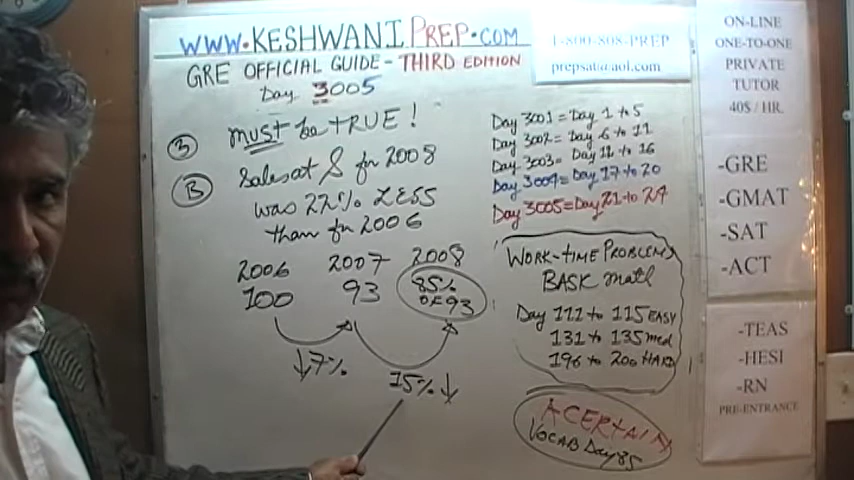 WWW.KESHWANIPREP.COM
GRE OFFICIAL GUIDE - THIRD EDITION
Day 3005
1-800-808-PREP
prepsat@aol.com
ON-LINE
ONE-TO-ONE
PRIVATE
TUTOR
40$ / HR.
-GRE
-GMAT
-SAT
-ACT
-TEAS
-HESI
-RN
PRE-ENTRANCE
3 must be TRUE!
B Sales at S for 2008
was 22% LESS
than for 2006
2006 2007 2008
100 93 85%
OF 93
↓7%
15%↓
Day 3001 = Day 1 to 5
Day 3002 = Day 6 to 11
Day 3003 = Day 12 to 16
Day 3004 = Day 17 to 20
Day 3005 = Day 21 to 24
WORK-TIME PROBLEMS
BASK math
Day 111 to 115 EASY
131 to 135 med
196 to 200 HARD
A CERTAIN
VOCAB Day 85